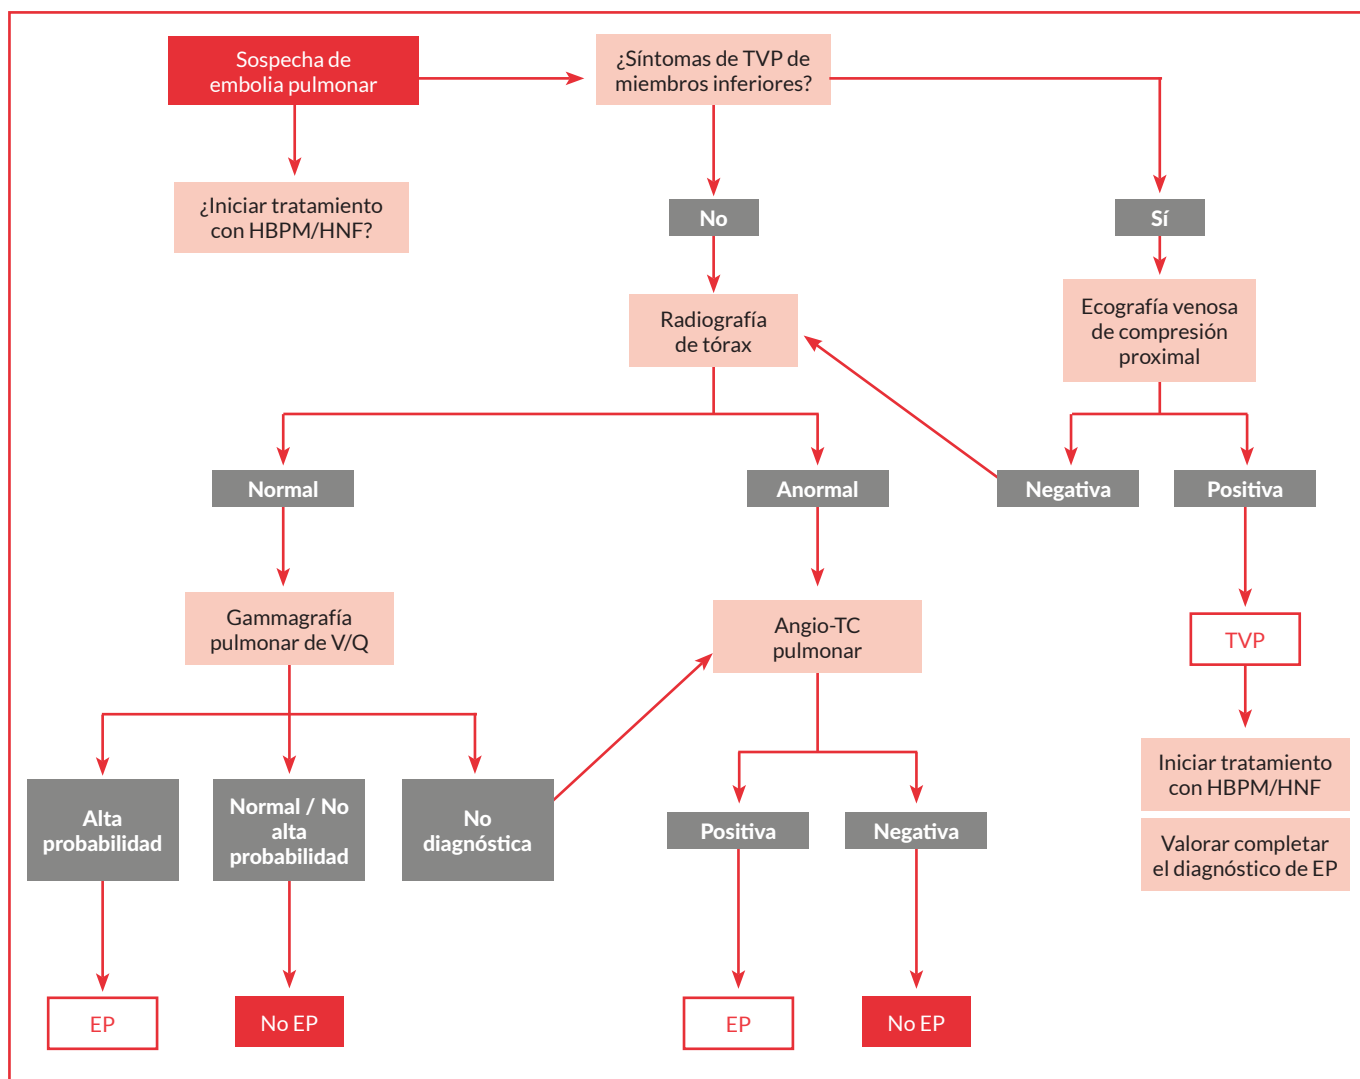 Sospecha de
embolia pulmonar
¿Síntomas de TVP de
miembros inferiores?
¿Iniciar tratamiento
con HBPM/HNF?
No
Sí
Radiografía
de tórax
Ecografía venosa
de compresión
proximal
Normal
Anormal
Negativa
Positiva
Gammagrafía
pulmonar de V/Q
Angio-TC
pulmonar
TVP
Alta
probabilidad
Normal / No
alta
probabilidad
No
diagnóstica
Positiva
Negativa
Iniciar tratamiento
con HBPM/HNF
Valorar completar
el diagnóstico de EP
EP
No EP
EP
No EP